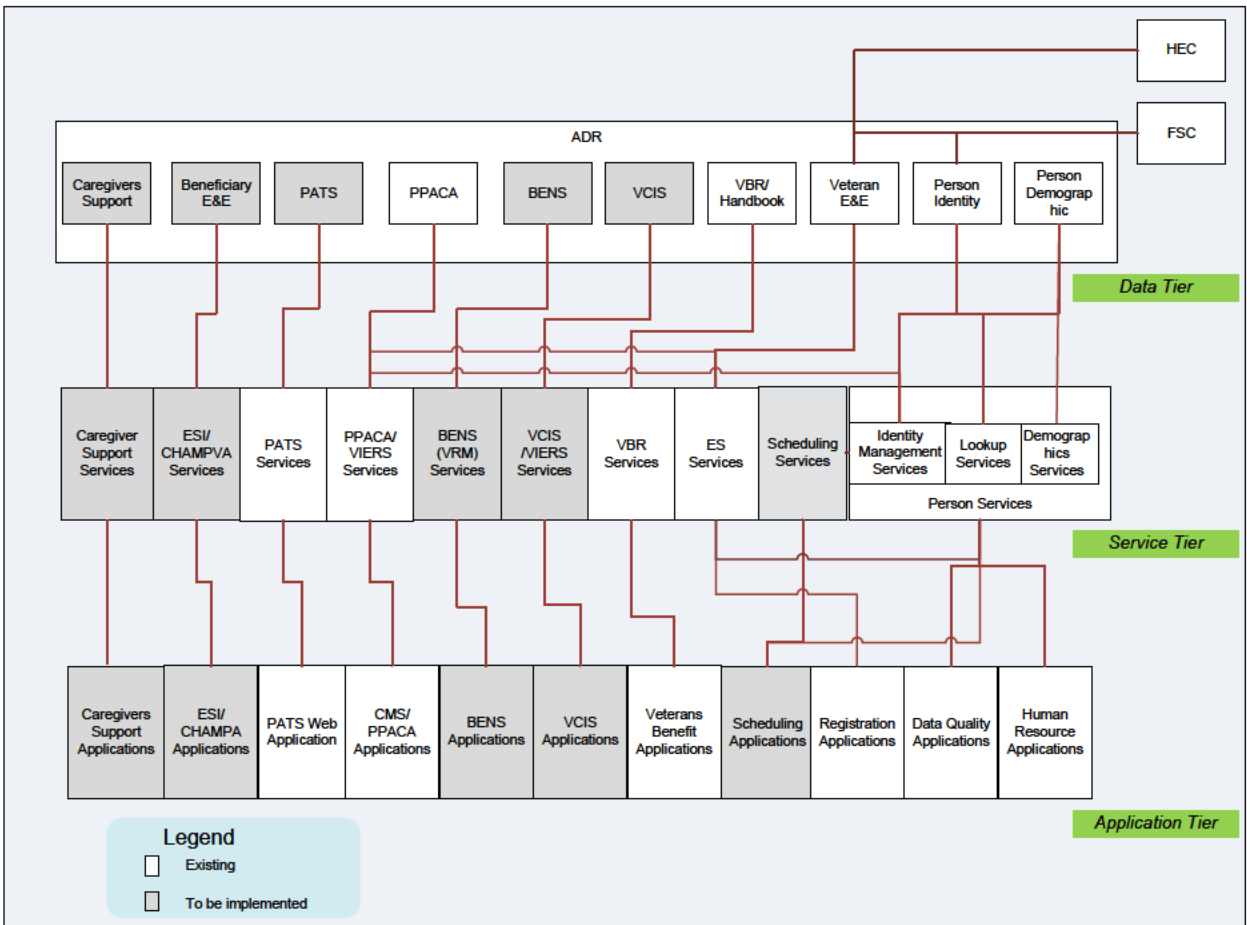 HEC
FSC
ADR
Caregivers
Support
Beneficiary
E&E
PATS
PPACA
BENS
VCIS
VBR/
Handbook
Veteran
E&E
Person
Identity
Person
Demograp
hic
Data Tier
Caregiver
Support
Services
ESI/
CHAMPVA
Services
PATS
Services
PPACA/
VIERS
Services
BENS
(VRM)
Services
VCIS
/VIERS
Services
VBR
Services
ES
Services
Scheduling
Services
Identity
Management
Services
Lookup
Services
Demograp
hics
Services
Person Services
Service Tier
Caregivers
Support
Applications
ESI/
CHAMPA
Applications
PATS Web
Application
CMS/
PPACA
Applications
BENS
Applications
VCIS
Applications
Veterans
Benefit
Applications
Scheduling
Applications
Registration
Applications
Data Quality
Applications
Human
Resource
Applications
Application Tier
Legend
Existing
To be implemented